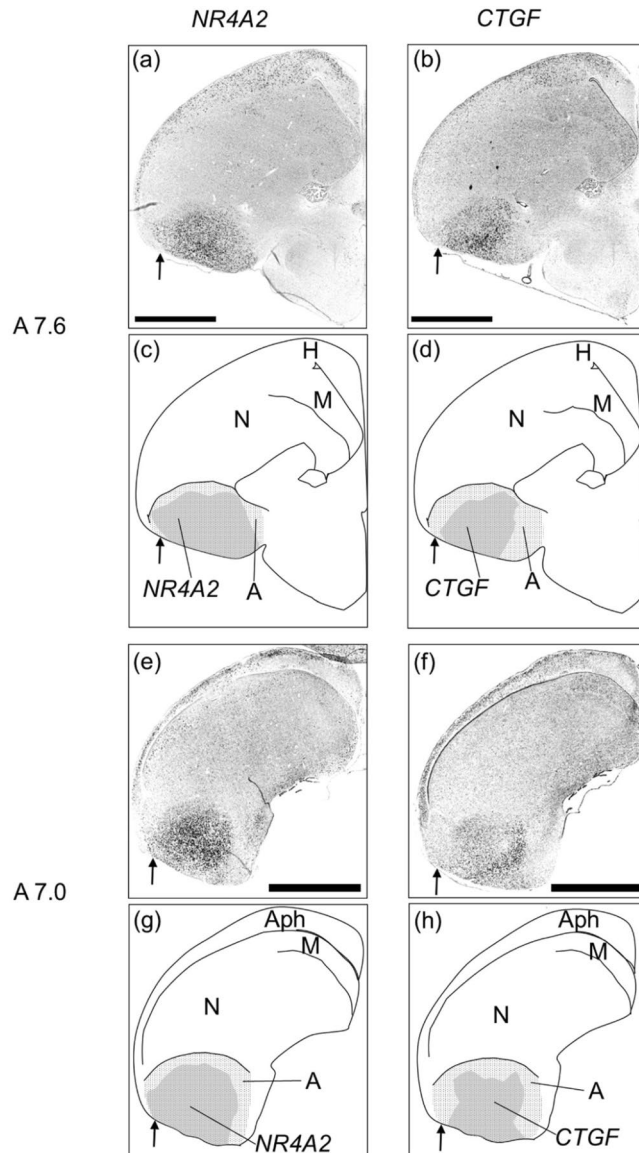 NR4A2 CTGF
(a) (b)
A 7.6
(c) (d)
H H
M M
N N
NR4A2 A CTGF A
(e) (f)
A 7.0
(g) (h)
Aph Aph
M M
N N
A A
NR4A2 CTGF